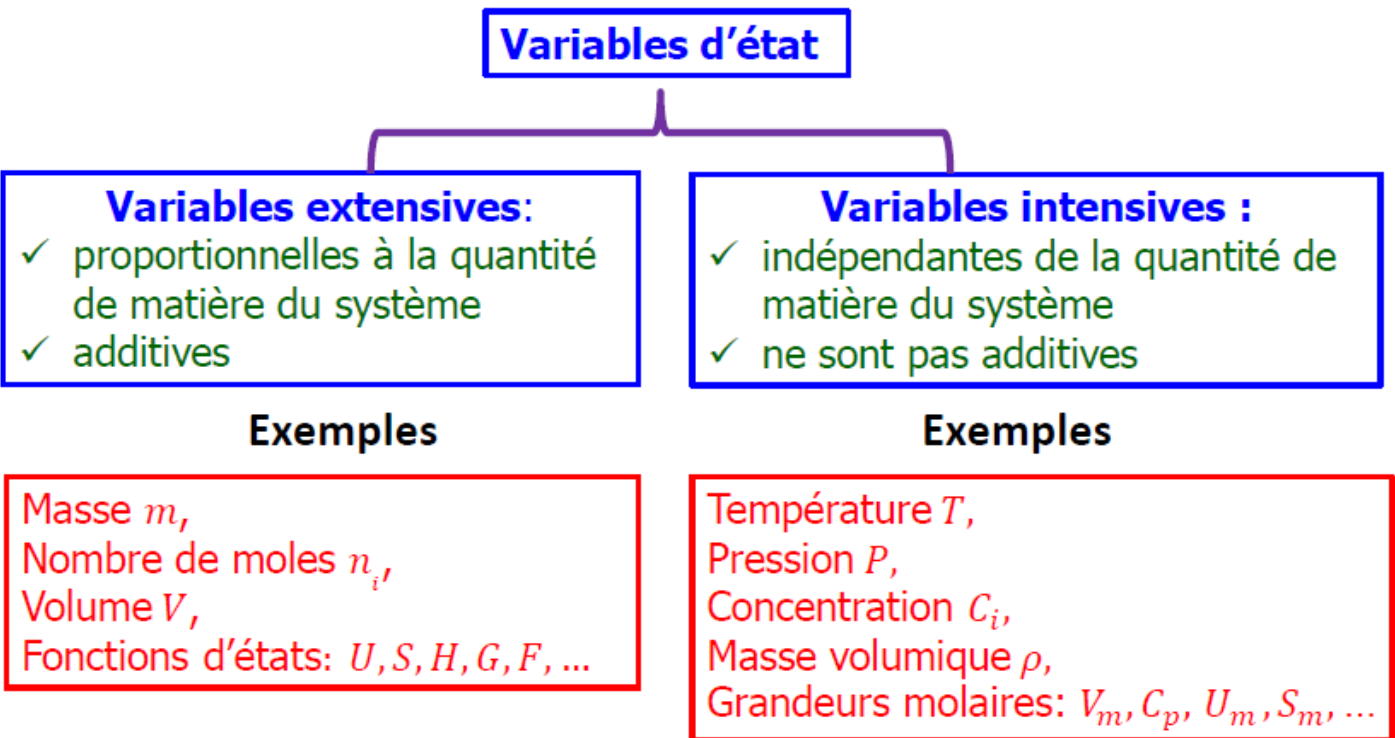 Variables d'état
Variables extensives:
✓ proportionnelles à la quantité
de matière du système
✓ additives
Variables intensives :
✓ indépendantes de la quantité de
matière du système
✓ ne sont pas additives
Exemples
Masse m,
Nombre de moles nᵢ,
Volume V,
Fonctions d'états: U, S, H, G, F, ...
Exemples
Température T,
Pression P,
Concentration Cᵢ,
Masse volumique ρ,
Grandeurs molaires: Vₘ, Cₚ, Uₘ, Sₘ, ...